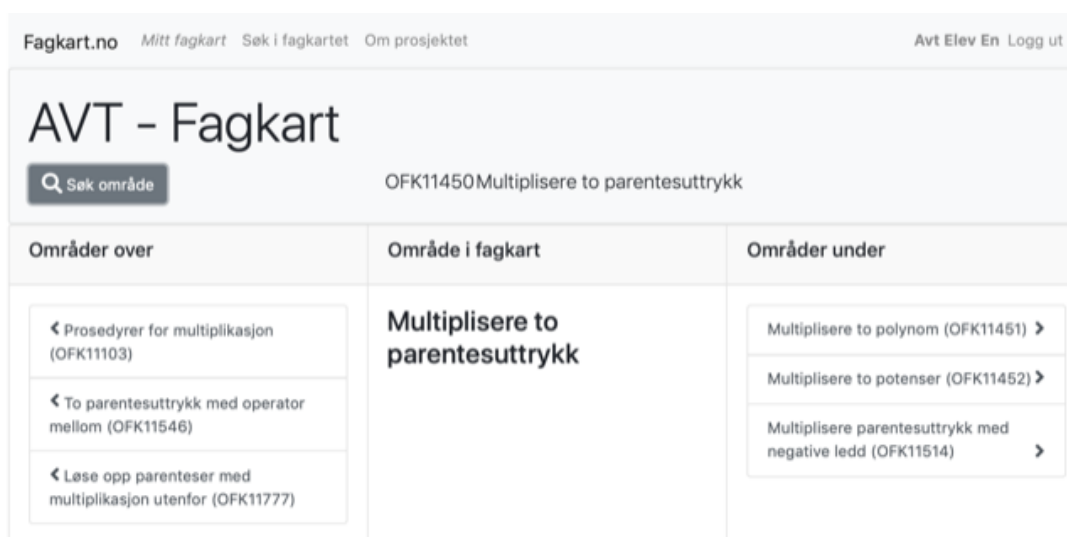 Fagkart.no Mitt fagkart Søk i fagkartet Om prosjektet Avt Elev En Logg ut
AVT - Fagkart
Søk område
OFK11450Multiplisere to parentesuttrykk
Områder over
Område i fagkart
Områder under
Prosedyrer for multiplikasjon
(OFK11103)
To parentesuttrykk med operator
mellom (OFK11546)
Løse opp parenteser med
multiplikasjon utenfor (OFK11777)
Multiplisere to
parentesuttrykk
Multiplisere to polynom (OFK11451)
Multiplisere to potenser (OFK11452)
Multiplisere parentesuttrykk med
negative ledd (OFK11514)